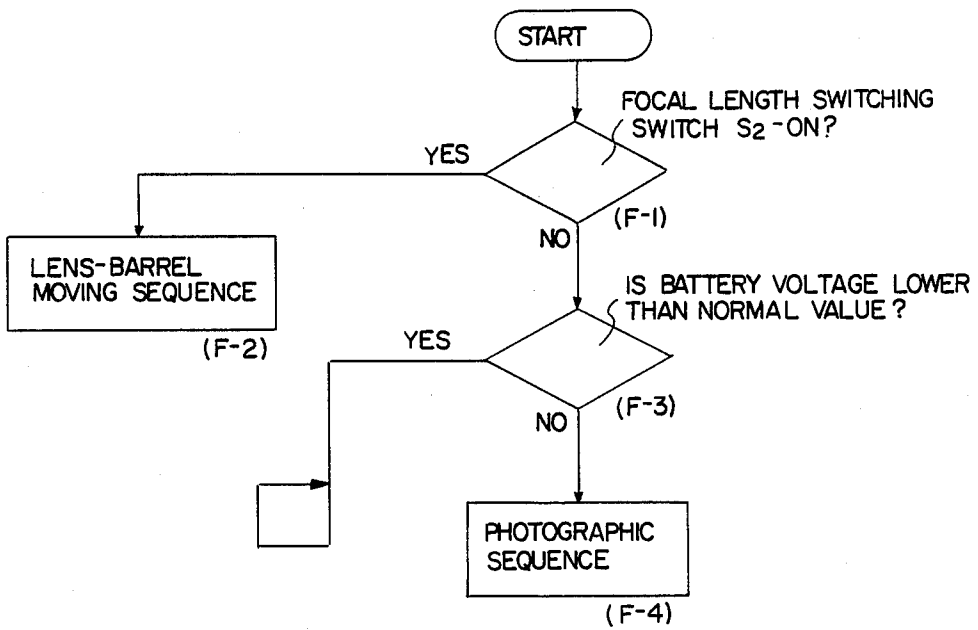 START
FOCAL LENGTH SWITCHING
SWITCH S2-ON?
YES
(F-1)
NO
LENS-BARREL
MOVING SEQUENCE
(F-2)
IS BATTERY VOLTAGE LOWER
THAN NORMAL VALUE?
YES
(F-3)
NO
PHOTOGRAPHIC
SEQUENCE
(F-4)